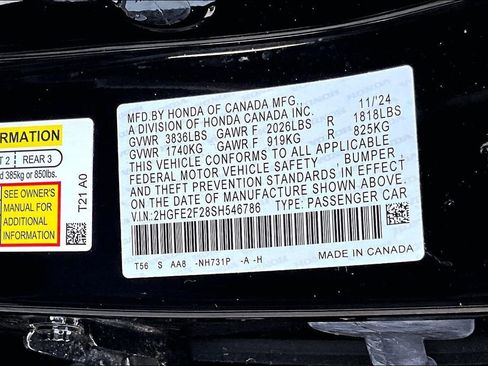 FORMATION
T 2 REAR 3
d 385kg or 850lbs.
SEE OWNER'S
MANUAL FOR
ADDITIONAL
INFORMATION
T21 A0
MFD.BY HONDA OF CANADA MFG., 11/'24
A DIVISION OF HONDA CANADA INC.
GVWR 3836LBS GAWR F 2026LBS R 1818LBS
GVWR 1740KG GAWR F 919KG R 825KG
THIS VEHICLE CONFORMS TO ALL APPLICABLE
FEDERAL MOTOR VEHICLE SAFETY , BUMPER ,
AND THEFT PREVENTION STANDARDS IN EFFECT
ON THE DATE OF MANUFACTURE SHOWN ABOVE.
V.I.N.:2HGFE2F28SH546786 TYPE: PASSENGER CAR
T56 S AA8 -NH731P -A -H
MADE IN CANADA